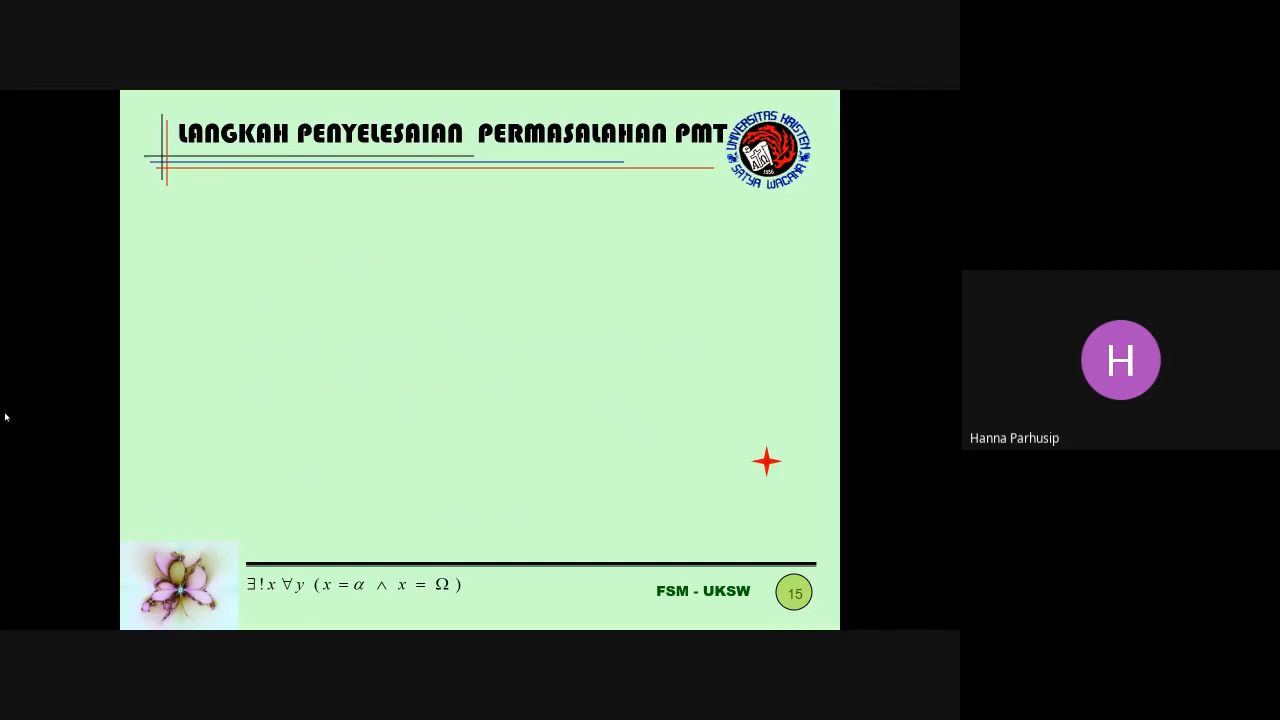 LANGKAH PENYELESAIAN PERMASALAHAN PMT
UNIVERSITAS KRISTEN
SATYA WACANA
1956
H
Hanna Parhusip
∃!x ∀y (x = α ∧ x = Ω)
FSM - UKSW
15